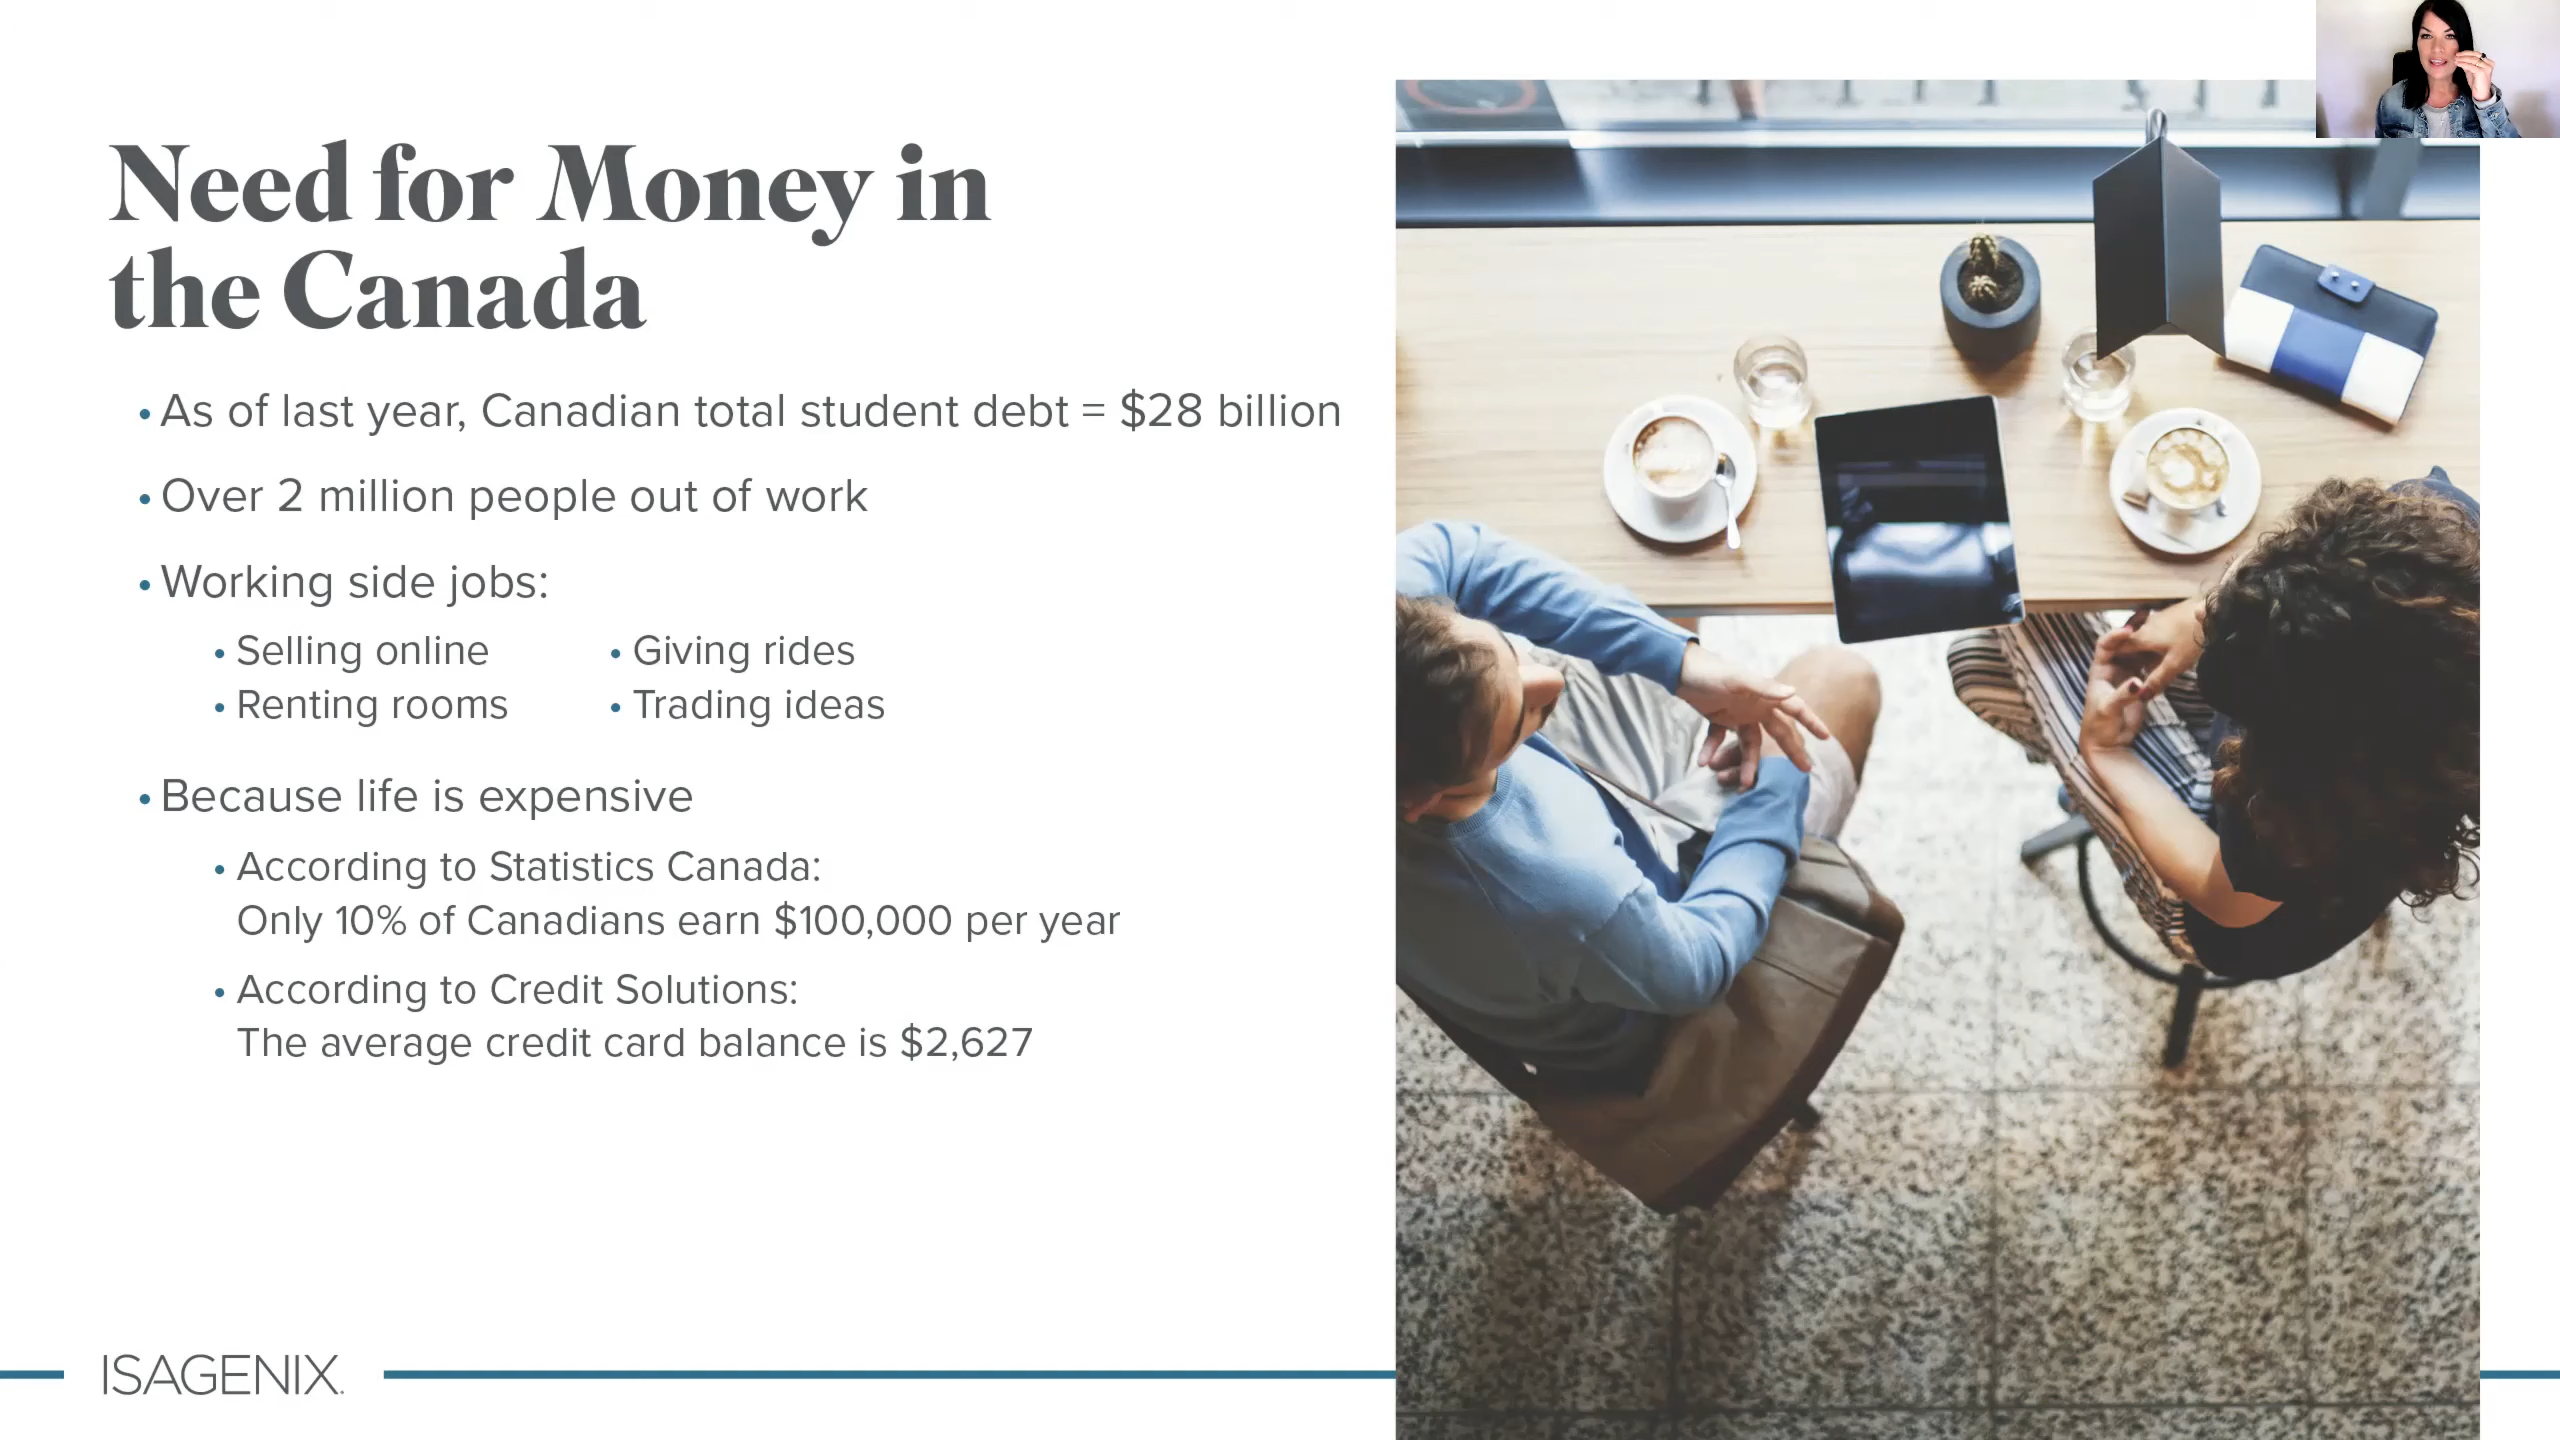 Need for Money in
the Canada
• As of last year, Canadian total student debt = $28 billion
• Over 2 million people out of work
• Working side jobs:
• Selling online
• Giving rides
• Renting rooms
• Trading ideas
• Because life is expensive
• According to Statistics Canada:
Only 10% of Canadians earn $100,000 per year
• According to Credit Solutions:
The average credit card balance is $2,627
ISAGENIX.